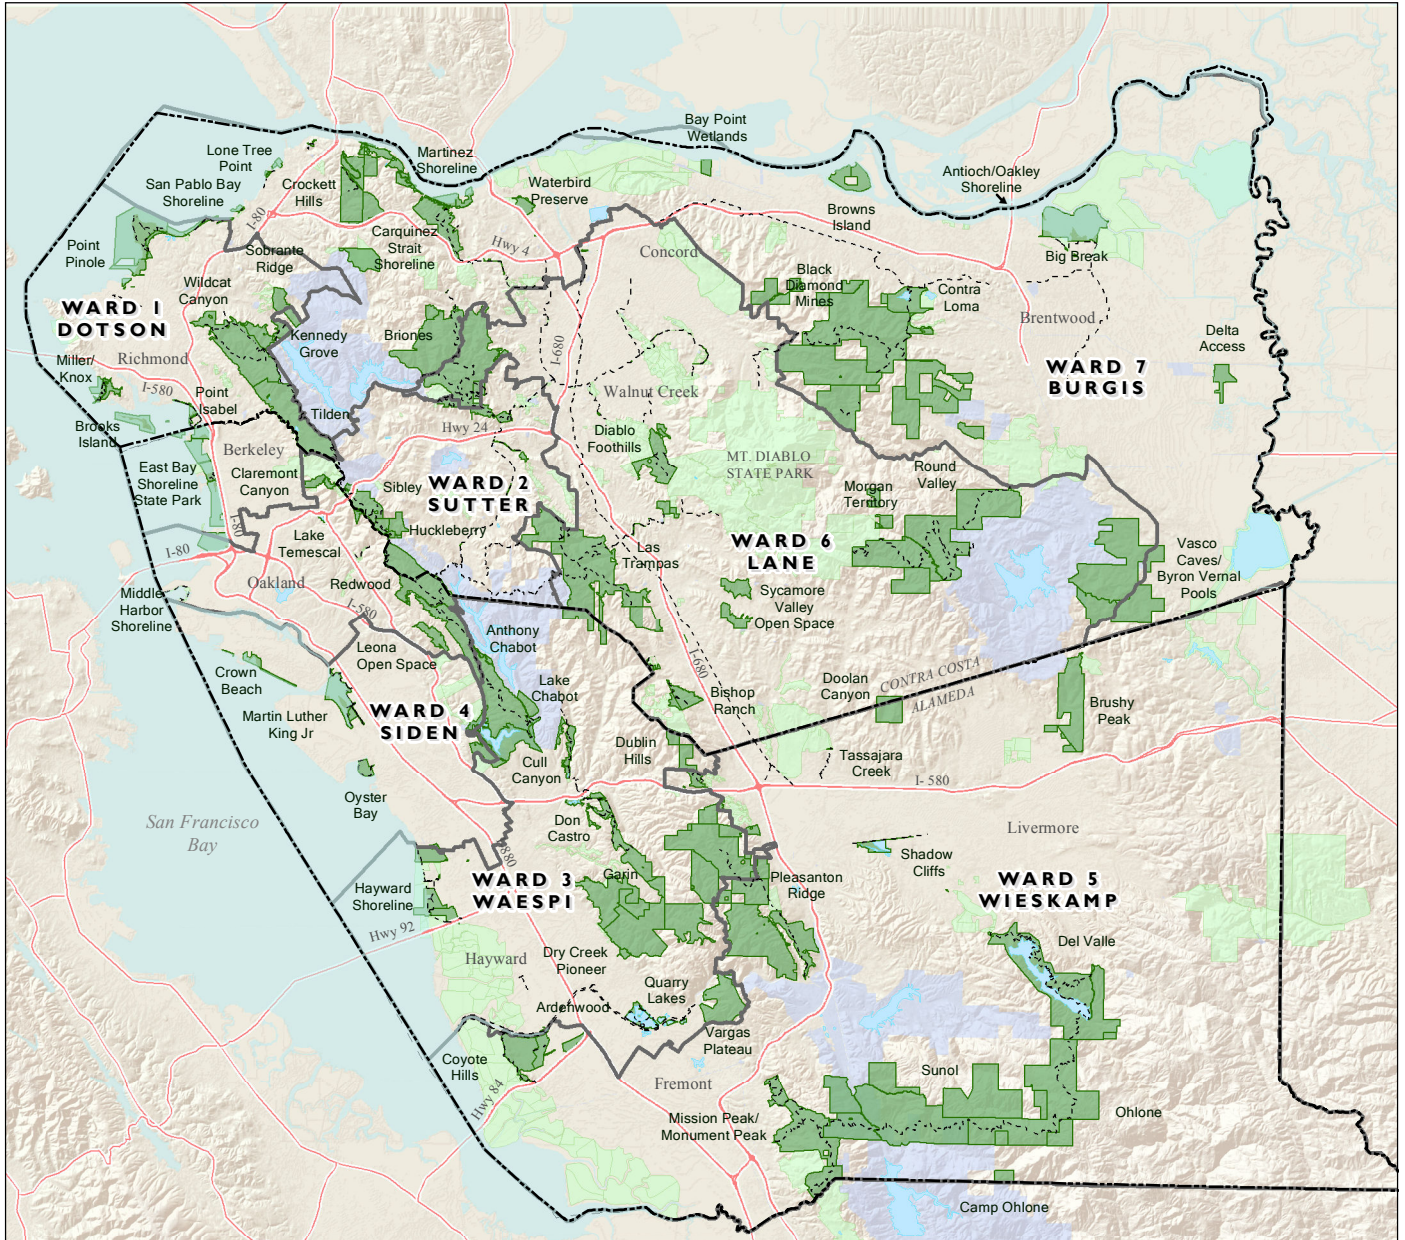 Bay Point
Wetlands
Lone Tree
Point
Martinez
Shoreline
San Pablo Bay
Shoreline
Crockett
Hills
Waterbird
Preserve
Antioch/Oakley
Shoreline
I-80
Browns
Island
Point
Pinole
Sobrante
Ridge
Carquinez
Strait
Shoreline
Hwy 4
Concord
Big Break
Wildcat
Canyon
Black
Diamond
Mines
Contra
Loma
WARD 1
DOTSON
Brentwood
Kennedy
Grove
Briones
I-680
Delta
Access
Richmond
Miller/
Knox
I-580
WARD 7
BURGIS
Point
Isabel
Walnut Creek
Brooks
Island
Tilden
Hwy 24
Diablo
Foothills
Berkeley
MT. DIABLO
STATE PARK
East Bay
Shoreline
State Park
Claremont
Canyon
Sibley
WARD 2
SUTTER
Morgan
Territory
Round
Valley
I-80
Huckleberry
Lake
Temescal
I-80
Las
Trampas
WARD 6
LANE
Vasco
Caves/
Byron Vernal
Pools
Oakland
Redwood
Middle
Harbor
Shoreline
I-580
Sycamore
Valley
Open Space
Anthony
Chabot
Leona
Open Space
I-680
Crown
Beach
Lake
Chabot
Bishop
Ranch
Doolan
Canyon
CONTRA COSTA
ALAMEDA
Brushy
Peak
Martin Luther
King Jr
WARD 4
SIDEN
Dublin
Hills
Cull
Canyon
Tassajara
Creek
I- 580
Oyster
Bay
San Francisco
Bay
Don
Castro
Livermore
I-880
Shadow
Cliffs
Hayward
Shoreline
WARD 3
WAESPI
Garin
Pleasanton
Ridge
WARD 5
WIESKAMP
Hwy 92
Del Valle
Hayward
Dry Creek
Pioneer
Quarry
Lakes
Ardenwood
Vargas
Plateau
Coyote
Hills
Fremont
Sunol
Hwy 84
Mission Peak/
Monument Peak
Ohlone
Camp Ohlone